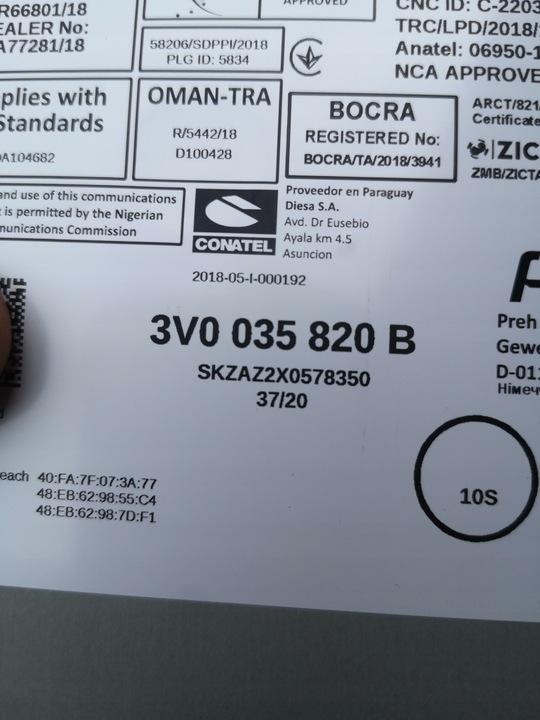 R66801/18
EALER No:
A77281/18
58206/SDPPI/2018
PLG ID: 5834
APPROVED
CNC ID: C-2203
TRC/LPD/2018/
Anatel: 06950-1
NCA APPROVE
plies with
Standards
DA104682
OMAN-TRA
R/5442/18
D100428
BOCRA
REGISTERED No:
BOCRA/TA/2018/3941
ARCT/821/
Certificate
ZIC
ZMB/ZICTA
and use of this communications
t is permitted by the Nigerian
munications Commission
CONATEL
Proveedor en Paraguay
Diesa S.A.
Avd. Dr Eusebio
Ayala km 4.5
Asuncion
2018-05-I-000192
3V0 035 820 B
SKZAZ2X0578350
37/20
Preh
Gewe
D-011
Німеч
each 40:FA:7F:07:3A:77
48:EB:62:98:55:C4
48:EB:62:98:7D:F1
10S